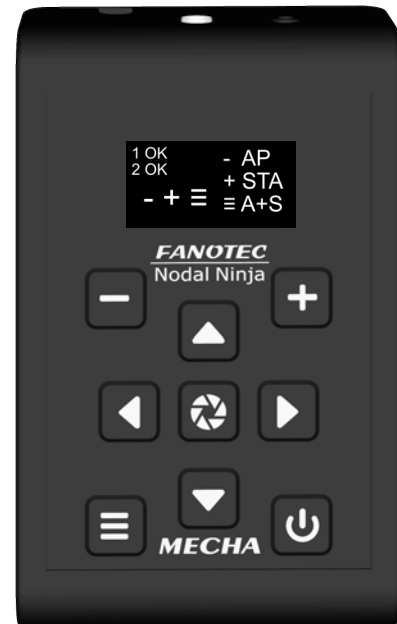 1 OK
2 OK
- + ≡
- AP
+ STA
≡ A+S
FANOTEC
Nodal Ninja
MECHA